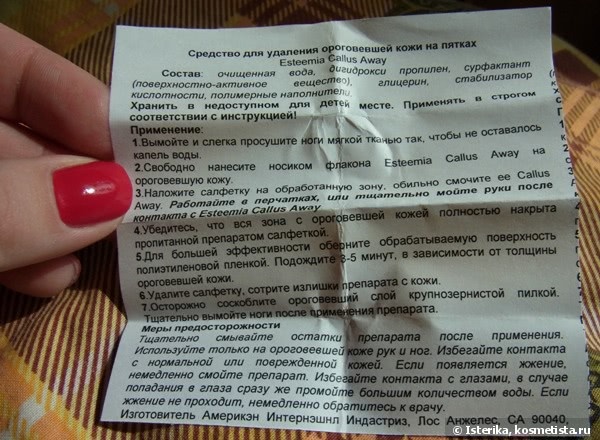 Средство для удаления ороговевшей кожи на пятках
Esteemia Callus Away
Состав: очищенная вода, дигидрокси пропилен, сурфактант
(поверхностно-активное вещество), глицерин, стабилизатор
кислотности, полимерные наполнители.
Хранить в недоступном для детей месте. Применять в строгом
соответствии с инструкцией!
Применение:
1.Вымойте и слегка просушите ноги мягкой тканью так, чтобы не оставалось
капель воды.
2.Свободно нанесите носиком флакона Esteemia Callus Away на
ороговевшую кожу.
3.Наложите салфетку на обработанную зону, обильно смочите ее Callus
Away. Работайте в перчатках, или тщательно мойте руки после
контакта с Esteemia Callus Away
4.Убедитесь, что вся зона с ороговевшей кожей полностью накрыта
пропитанной препаратом салфеткой.
5.Для большей эффективности оберните обрабатываемую поверхность
полиэтиленовой пленкой. Подождите 3-5 минут, в зависимости от толщины
ороговевшей кожи.
6.Удалите салфетку, сотрите излишки препарата с кожи.
7.Осторожно соскоблите ороговевший слой крупнозернистой пилкой.
Тщательно вымойте ноги после применения препарата.
Меры предосторожности
Тщательно смывайте остатки препарата после применения.
Используйте только на ороговевшей коже рук и ног. Избегайте контакта
с нормальной или поврежденной кожей. Если появляется жжение,
немедленно смойте препарат. Избегайте контакта с глазами, в случае
попадания в глаза сразу же промойте большим количеством воды. Если
жжение не проходит, немедленно обратитесь к врачу.
Изготовитель Америкэн Интернэшнл Индастриз, Лос Анжелес, CA 90040,
© Isterika, kosmetista.ru